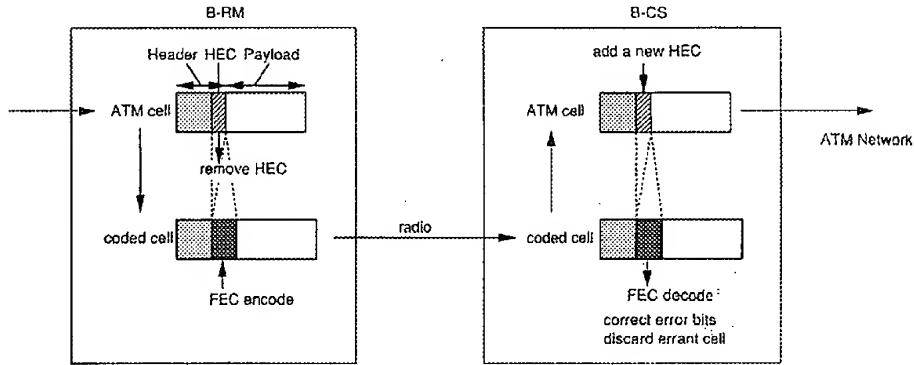 B-RM
Header HEC Payload
ATM cell
remove HEC
coded cell
FEC encode
radio
B-CS
add a new HEC
ATM cell
ATM Network
coded cell
FEC decode
correct error bits
discard errant cell